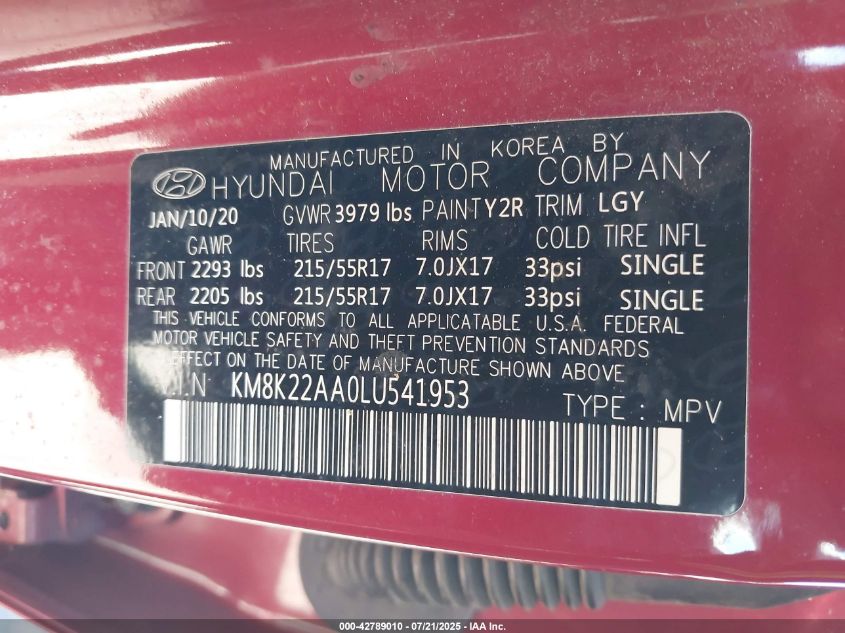 MANUFACTURED IN KOREA BY
HYUNDAI MOTOR COMPANY
JAN/10/20 GVWR 3979 lbs PAINT Y2R TRIM LGY
GAWR TIRES RIMS COLD TIRE INFL
FRONT 2293 lbs 215/55R17 7.0JX17 33psi SINGLE
REAR 2205 lbs 215/55R17 7.0JX17 33psi SINGLE
THIS VEHICLE CONFORMS TO ALL APPLICATABLE U.S.A. FEDERAL
MOTOR VEHICLE SAFETY AND THEFT PREVENTION STANDARDS
EFFECT ON THE DATE OF MANUFACTURE SHOWN ABOVE
V.I.N KM8K22AA0LU541953
TYPE : MPV
000-42789010 - 07/21/2025 - IAA Inc.